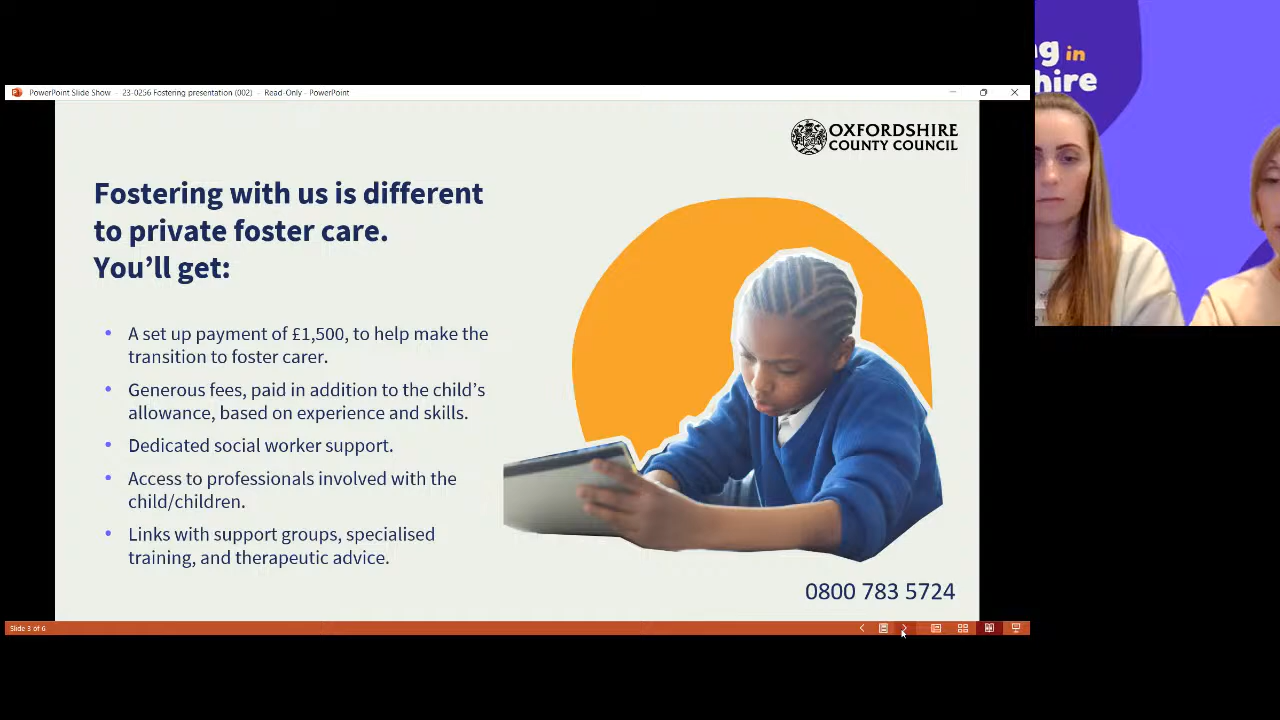 ng in
hire
PowerPoint Slide Show - 23-0256 Fostering presentation (002) - Read-Only - PowerPoint
OXFORDSHIRE
COUNTY COUNCIL
Fostering with us is different
to private foster care.
You’ll get:
• A set up payment of £1,500, to help make the
transition to foster carer.
• Generous fees, paid in addition to the child’s
allowance, based on experience and skills.
• Dedicated social worker support.
• Access to professionals involved with the
child/children.
• Links with support groups, specialised
training, and therapeutic advice.
0800 783 5724
Slide 3 of 6